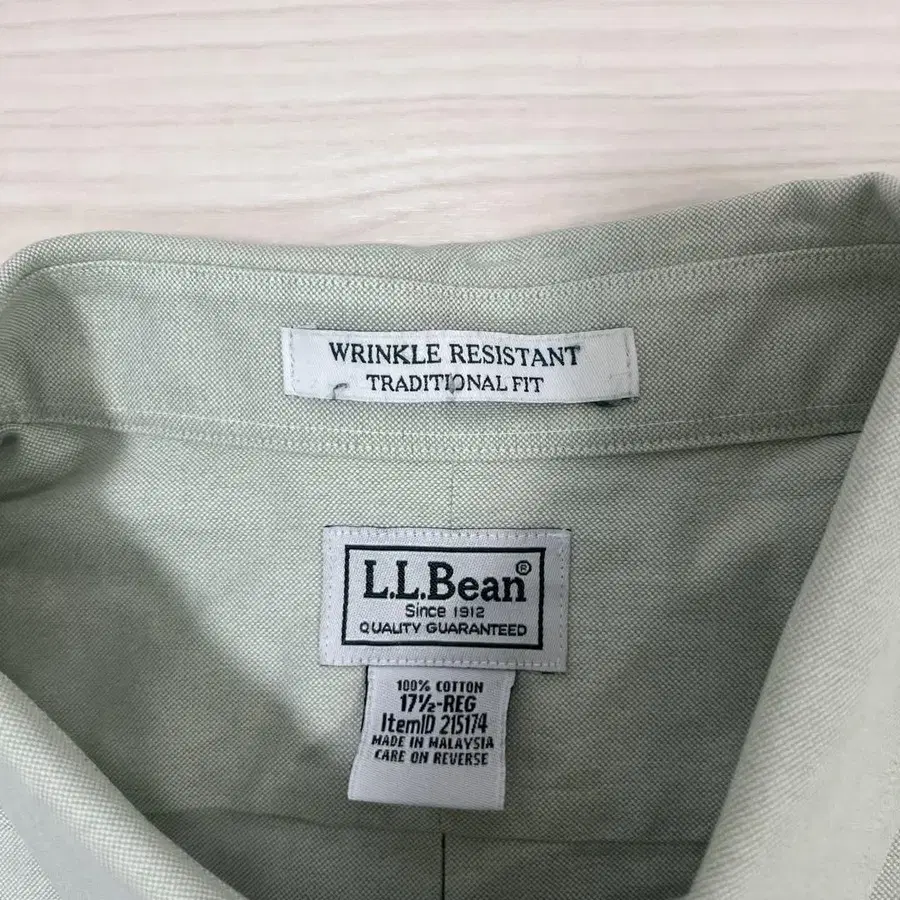 WRINKLE RESISTANT
TRADITIONAL FIT
L.L.Bean®
Since 1912
QUALITY GUARANTEED
100% COTTON
17½-REG
ItemID 215174
MADE IN MALAYSIA
CARE ON REVERSE